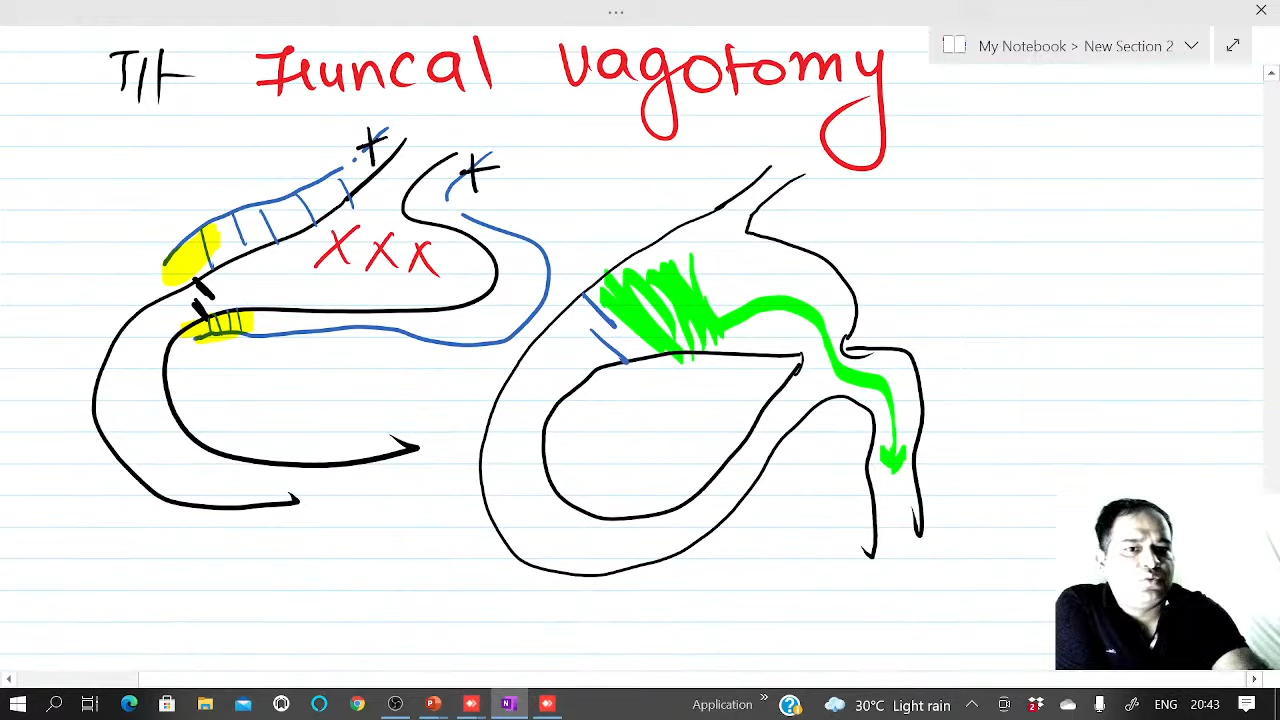 My Notebook > New Section 2
T/t Truncal Vagotomy
X X X
Application
30°C Light rain
ENG
20:43